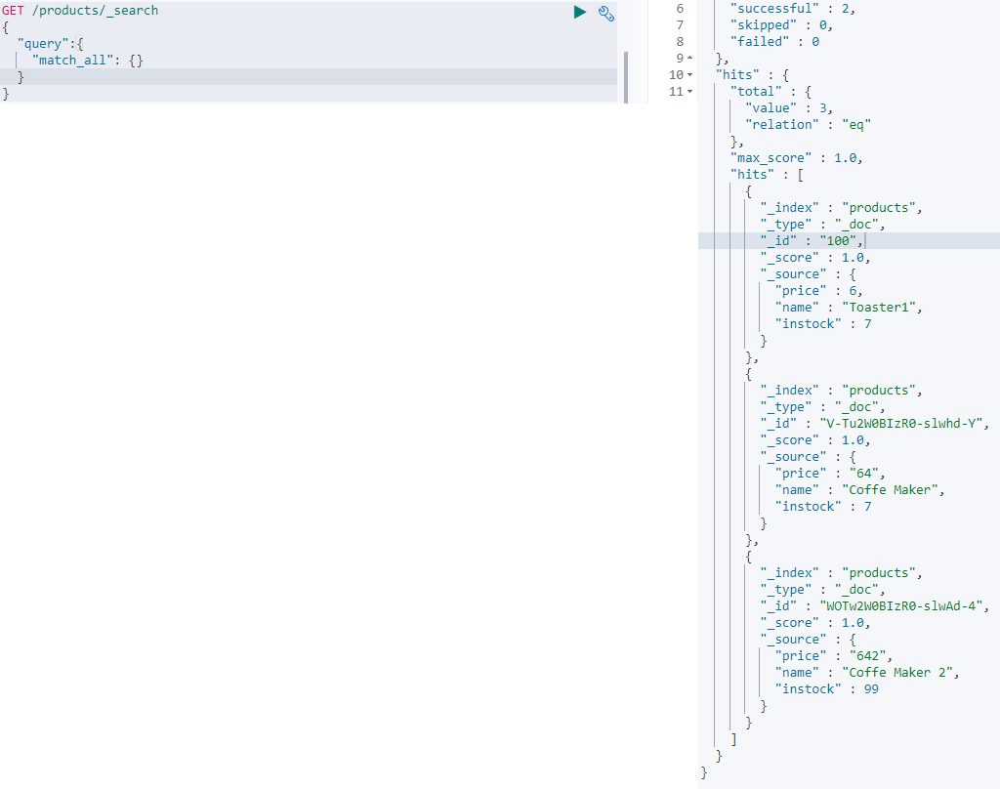 GET /products/_search
{
"query":{
"match_all": {}
}
}
6 "successful" : 2,
7 "skipped" : 0,
8 "failed" : 0
9 },
10 "hits" : {
11 "total" : {
"value" : 3,
"relation" : "eq"
},
"max_score" : 1.0,
"hits" : [
{
"_index" : "products",
"_type" : "_doc",
"_id" : "100",
"_score" : 1.0,
"_source" : {
"price" : 6,
"name" : "Toaster1",
"instock" : 7
}
},
{
"_index" : "products",
"_type" : "_doc",
"_id" : "V-Tu2W0BIzR0-slwhd-Y",
"_score" : 1.0,
"_source" : {
"price" : "64",
"name" : "Coffe Maker",
"instock" : 7
}
},
{
"_index" : "products",
"_type" : "_doc",
"_id" : "WOTw2W0BIzR0-slwAd-4",
"_score" : 1.0,
"_source" : {
"price" : "642",
"name" : "Coffe Maker 2",
"instock" : 99
}
}
]
}
}